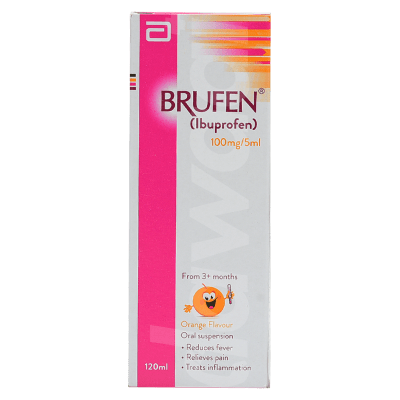 BRUFEN®
(Ibuprofen)
100mg/5ml
From 3+ months
Orange Flavour
Oral suspension
• Reduces fever
• Relieves pain
• Treats inflammation
120ml